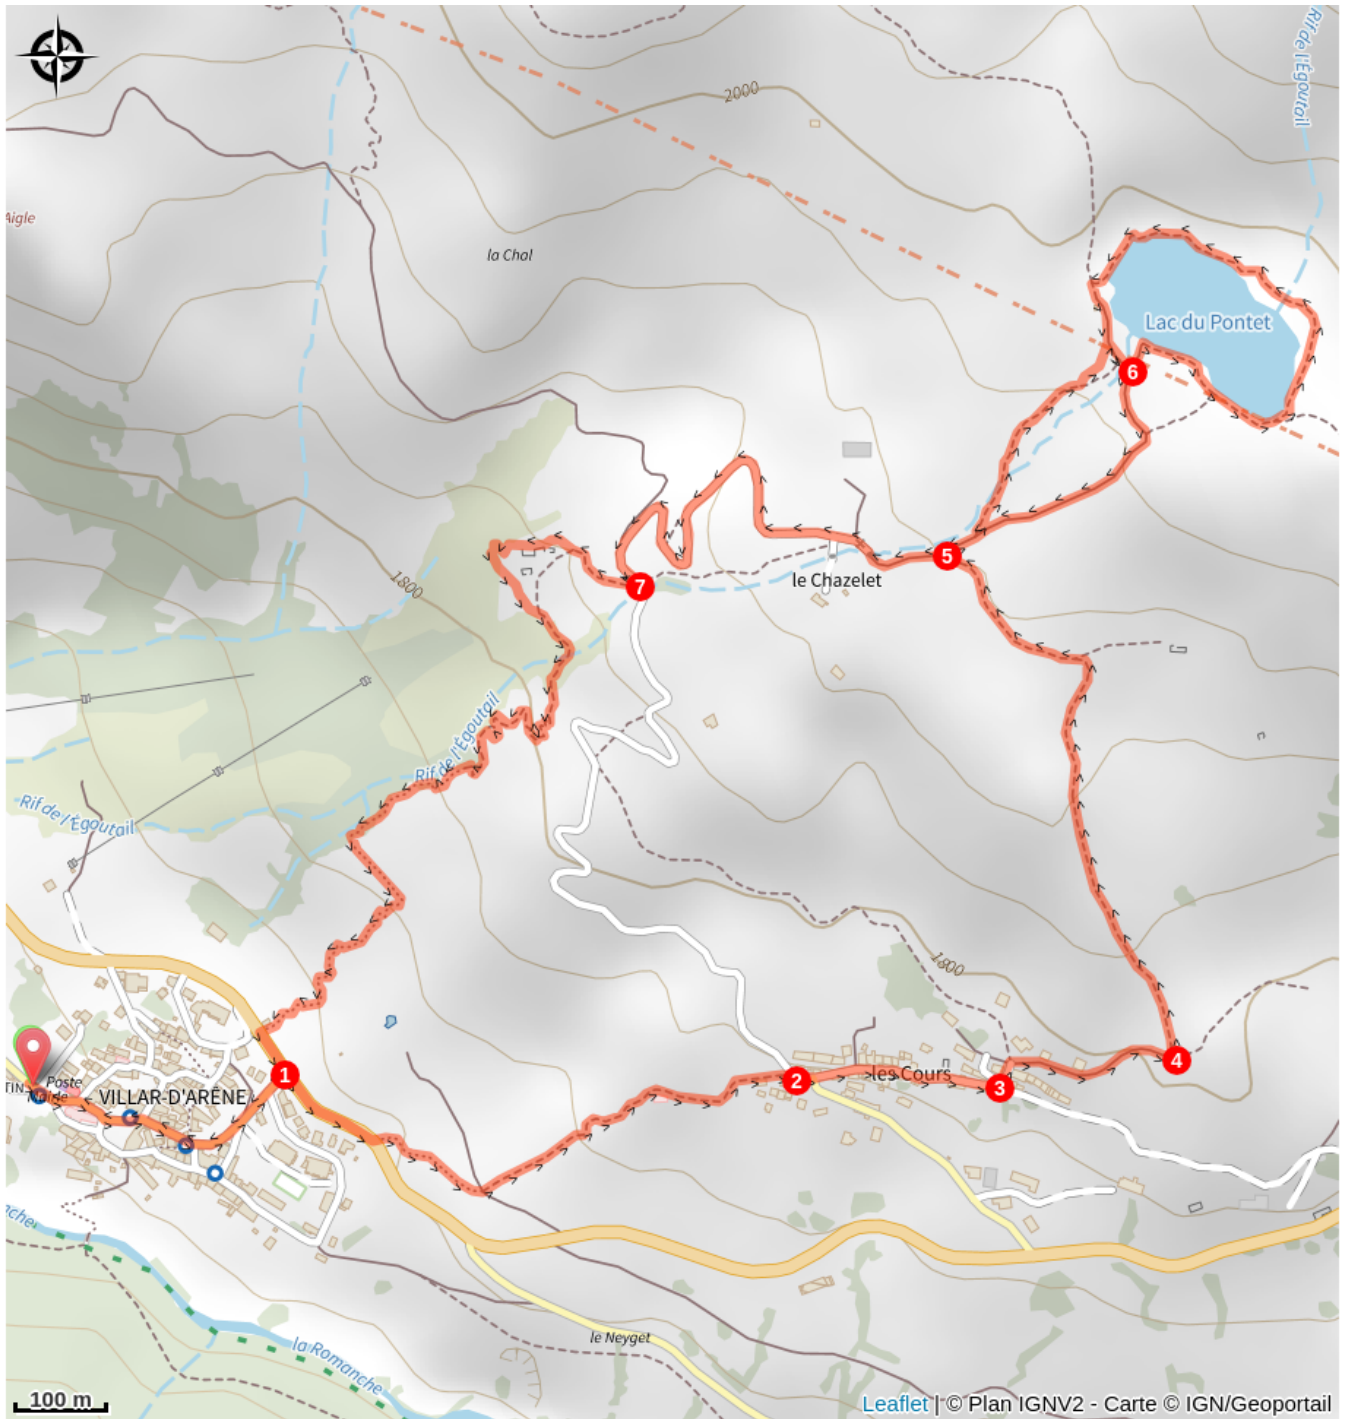 Rif de l'Égoutail
2000
Aigle
la Chal
Lac du Pontet
6
5
le Chazelet
7
1800
Rif de l'Égoutail
Rif de l'Égoutail
1800
4
1
2
les Cours
3
Poste
Mairie
VILLAR-D'ARÈNE
la Romanche
le Neyget
100 m
Leaflet | © Plan IGNV2 - Carte © IGN/Geoportail